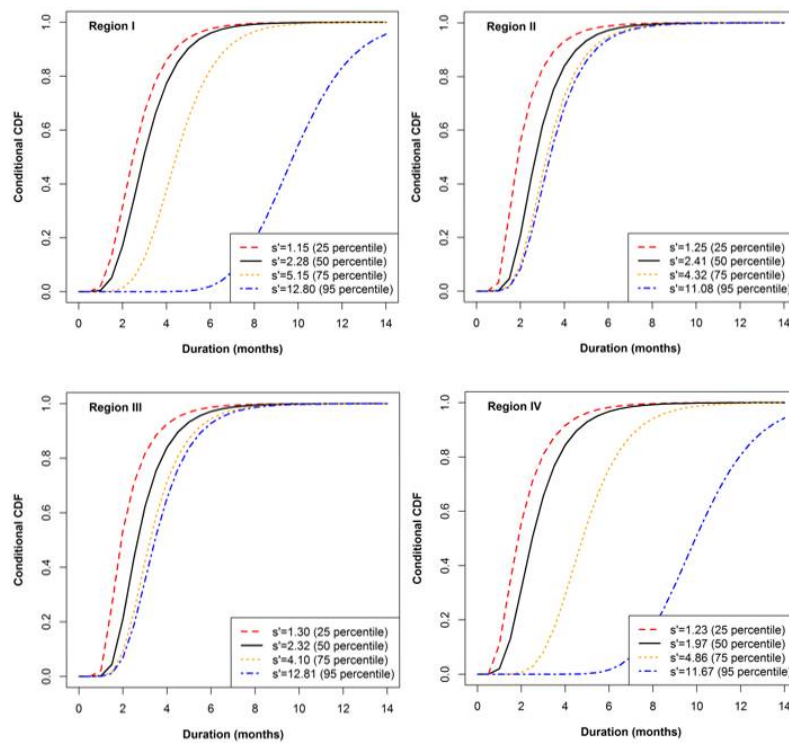 Region I
Conditional CDF
1.0
0.8
0.6
0.4
0.2
0.0
s'=1.15 (25 percentile)
s'=2.28 (50 percentile)
s'=5.15 (75 percentile)
s'=12.80 (95 percentile)
0 2 4 6 8 10 12 14
Duration (months)
Region II
Conditional CDF
1.0
0.8
0.6
0.4
0.2
0.0
s'=1.25 (25 percentile)
s'=2.41 (50 percentile)
s'=4.32 (75 percentile)
s'=11.08 (95 percentile)
0 2 4 6 8 10 12 14
Duration (months)
Region III
Conditional CDF
1.0
0.8
0.6
0.4
0.2
0.0
s'=1.30 (25 percentile)
s'=2.32 (50 percentile)
s'=4.10 (75 percentile)
s'=12.81 (95 percentile)
0 2 4 6 8 10 12 14
Duration (months)
Region IV
Conditional CDF
1.0
0.8
0.6
0.4
0.2
0.0
s'=1.23 (25 percentile)
s'=1.97 (50 percentile)
s'=4.86 (75 percentile)
s'=11.67 (95 percentile)
0 2 4 6 8 10 12 14
Duration (months)